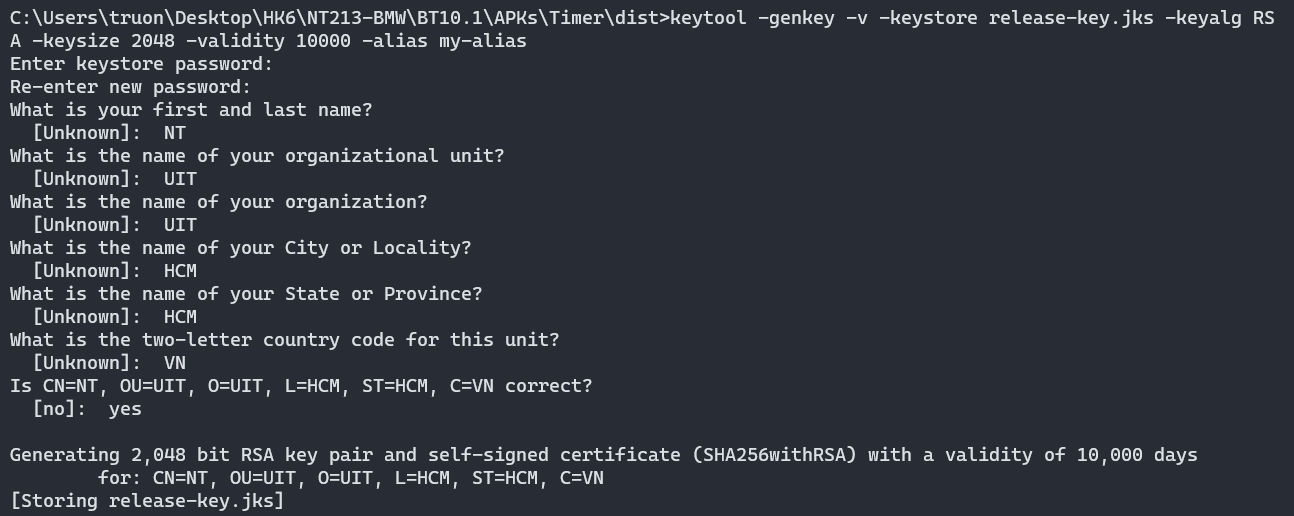 C:\Users\truon\Desktop\HK6\NT213-BMW\BT10.1\APKs\Timer\dist>keytool -genkey -v -keystore release-key.jks -keyalg RS
A -keysize 2048 -validity 10000 -alias my-alias
Enter keystore password:
Re-enter new password:
What is your first and last name?
  [Unknown]:  NT
What is the name of your organizational unit?
  [Unknown]:  UIT
What is the name of your organization?
  [Unknown]:  UIT
What is the name of your City or Locality?
  [Unknown]:  HCM
What is the name of your State or Province?
  [Unknown]:  HCM
What is the two-letter country code for this unit?
  [Unknown]:  VN
Is CN=NT, OU=UIT, O=UIT, L=HCM, ST=HCM, C=VN correct?
  [no]:  yes

Generating 2,048 bit RSA key pair and self-signed certificate (SHA256withRSA) with a validity of 10,000 days
        for: CN=NT, OU=UIT, O=UIT, L=HCM, ST=HCM, C=VN
[Storing release-key.jks]